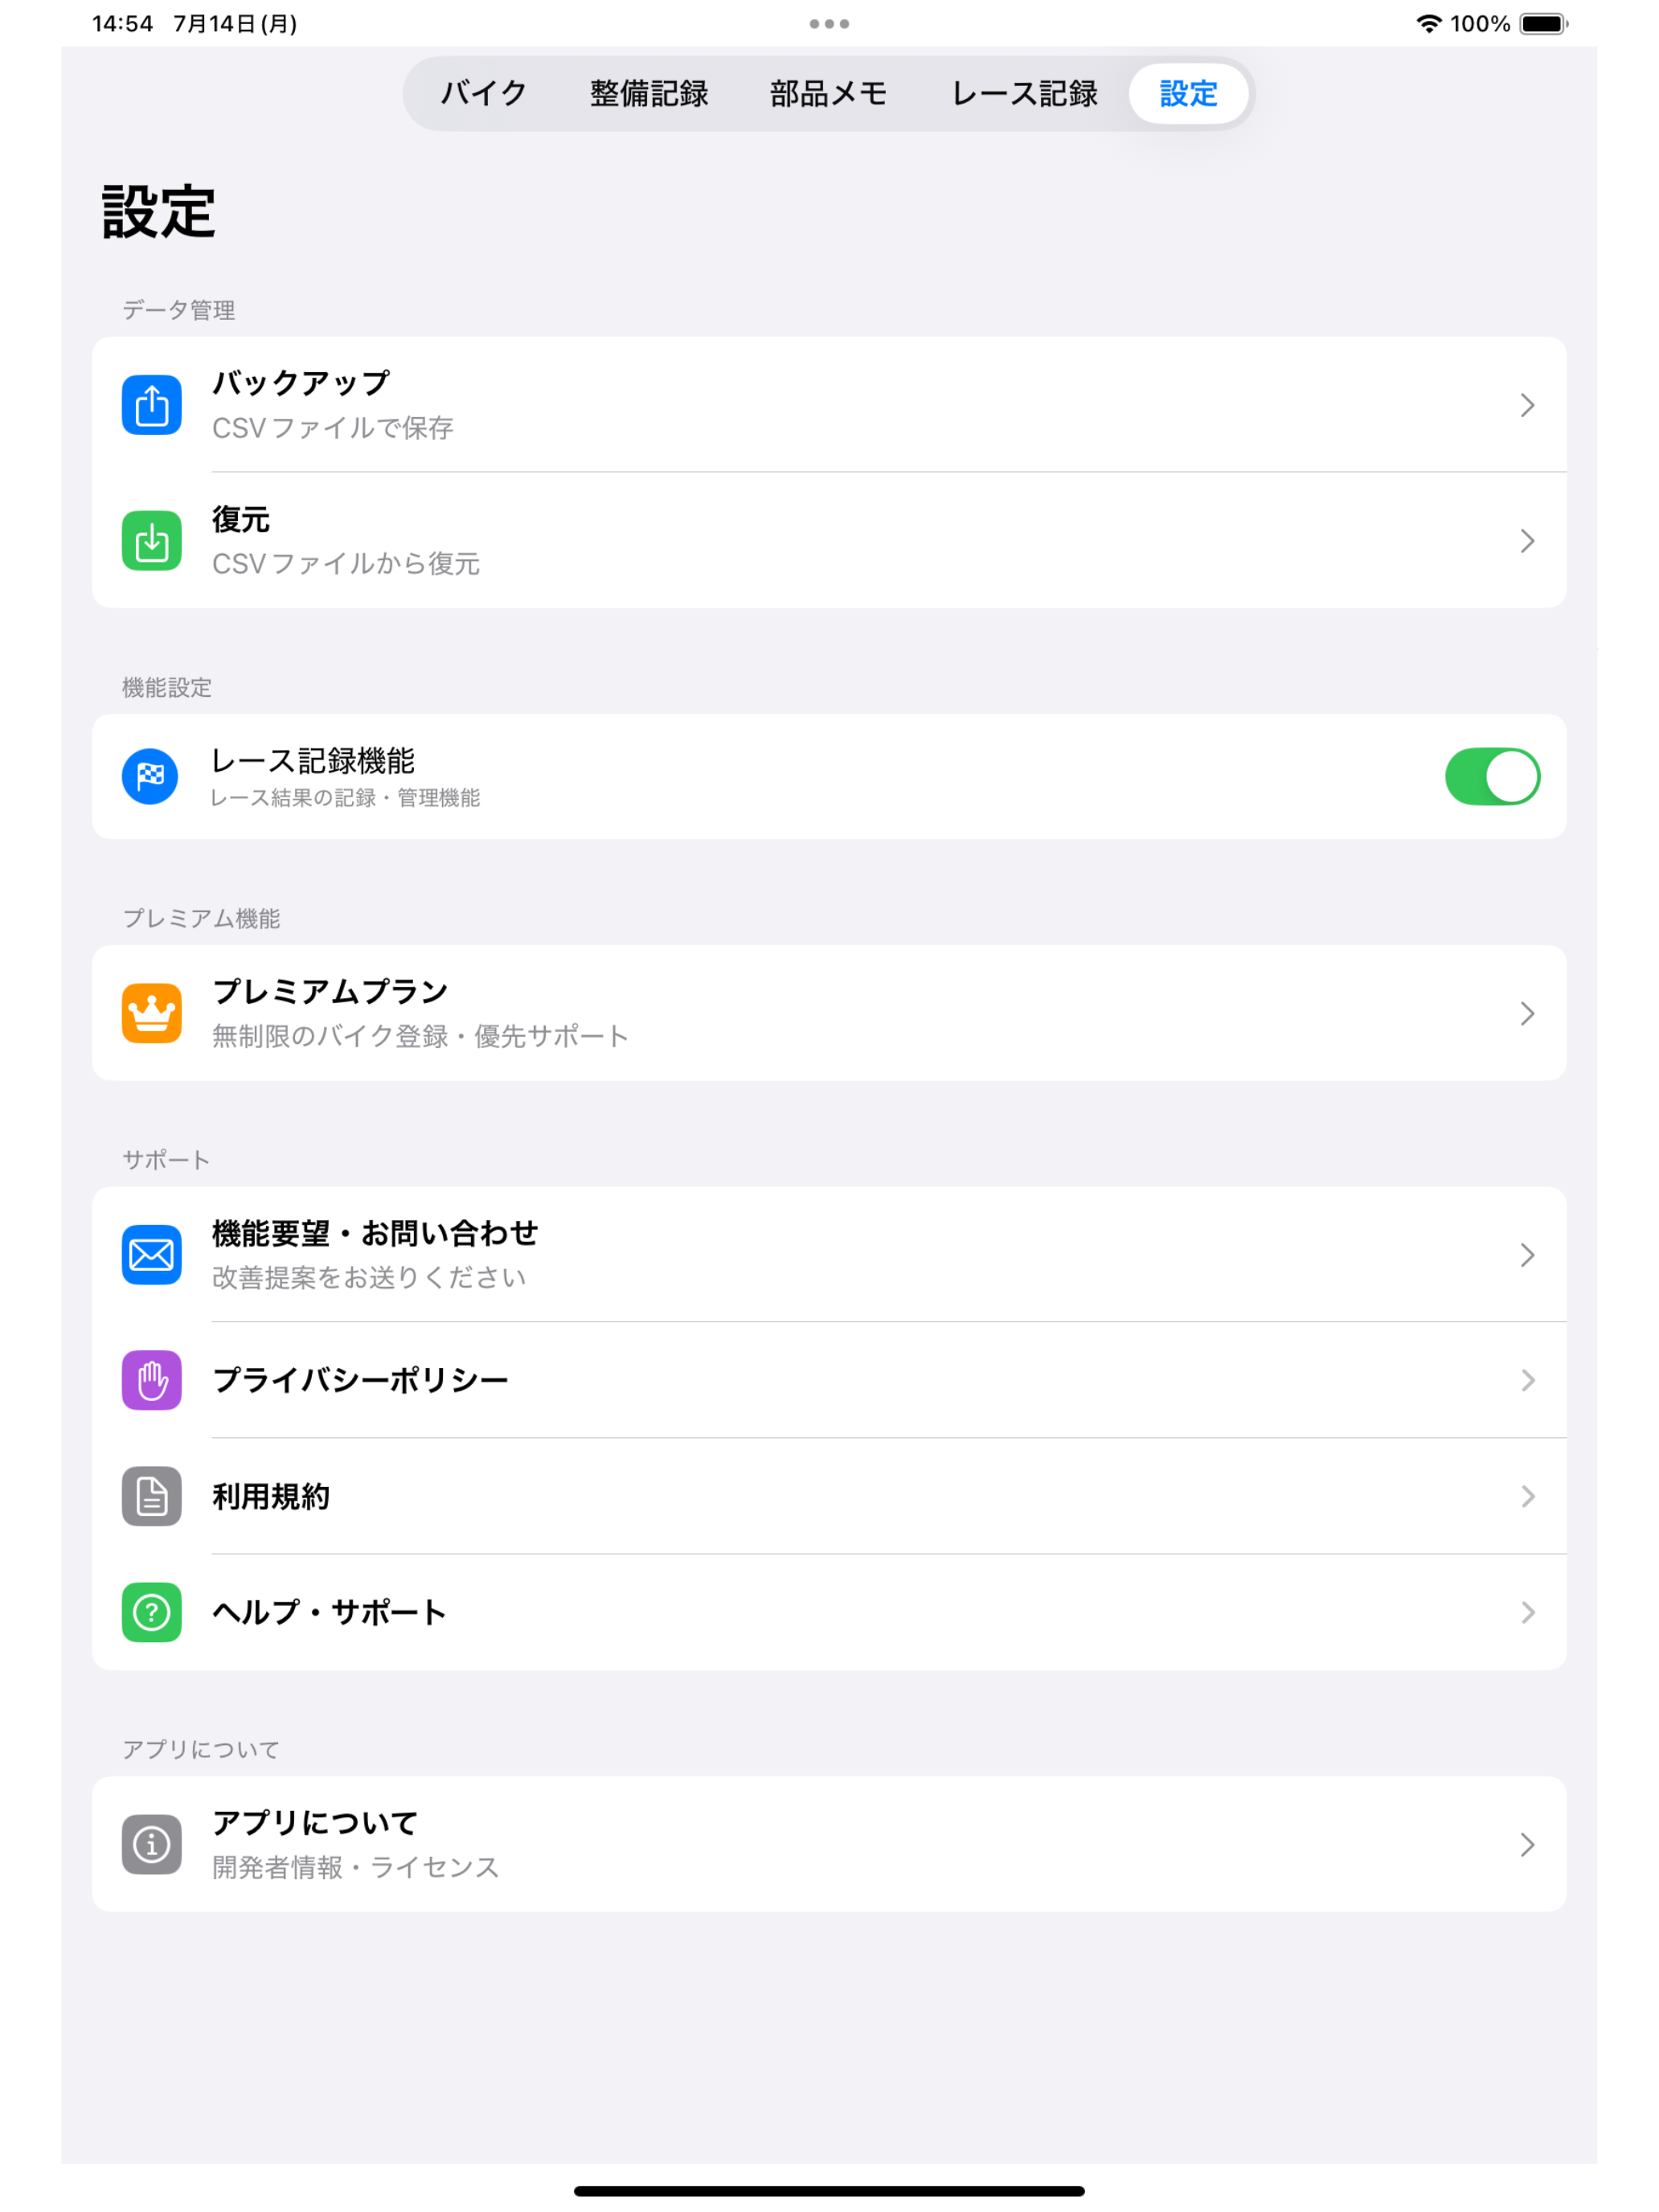 14:54 7月14日(月)
100%
バイク 整備記録 部品メモ レース記録 設定
設定
データ管理
バックアップ
CSVファイルで保存
復元
CSVファイルから復元
機能設定
レース記録機能
レース結果の記録・管理機能
プレミアム機能
プレミアムプラン
無制限のバイク登録・優先サポート
サポート
機能要望・お問い合わせ
改善提案をお送りください
プライバシーポリシー
利用規約
ヘルプ・サポート
アプリについて
アプリについて
開発者情報・ライセンス